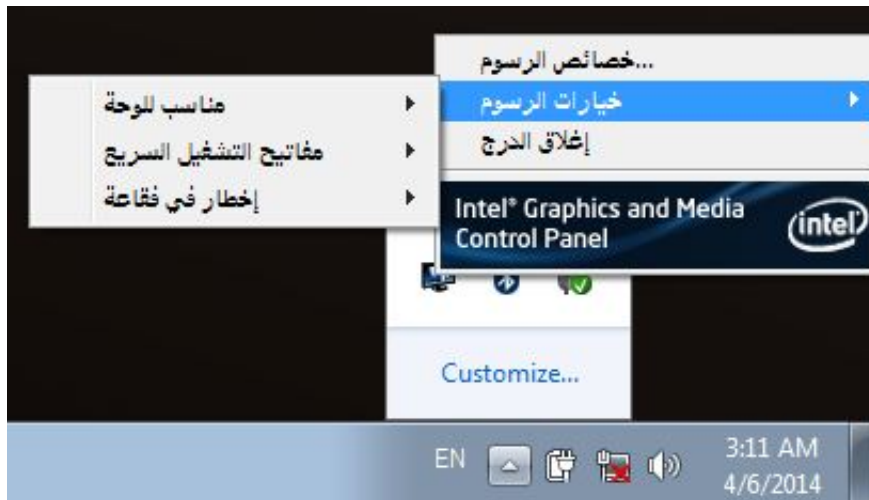 خصائص الرسوم...
خيارات الرسوم
إغلاق الدرج
مناسب للوحة
مفاتيح التشغيل السريع
إخطار في فقاعة
Intel® Graphics and Media
Control Panel
intel
Customize...
EN
3:11 AM
4/6/2014